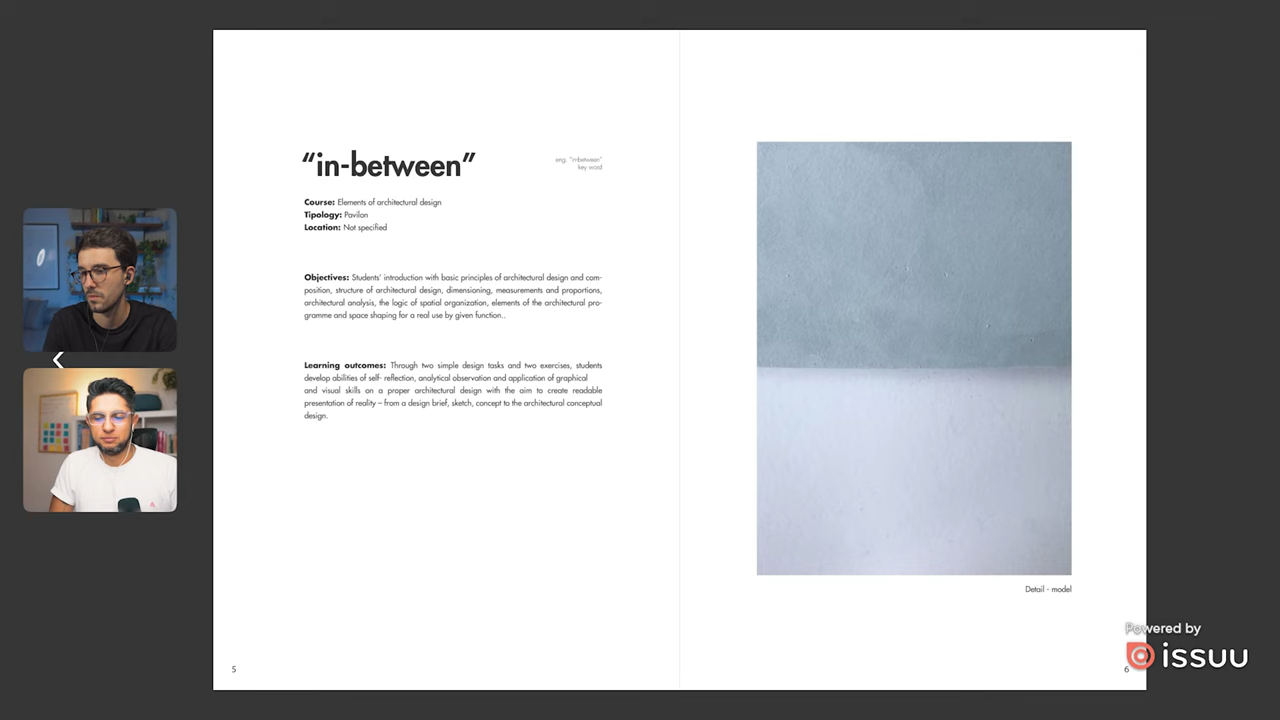 “in-between”
eng. “inbetween”
key word
Course: Elements of architectural design
Tipology: Pavilon
Location: Not specified
Objectives: Students’ introduction with basic principles of architectural design and com-
position, structure of architectural design, dimensioning, measurements and proportions,
architectural analysis, the logic of spatial organization, elements of the architectural pro-
gramme and space shaping for a real use by given function..
Learning outcomes: Through two simple design tasks and two exercises, students
develop abilities of self- reflection, analytical observation and application of graphical
and visual skills on a proper architectural design with the aim to create readable
presentation of reality – from a design brief, sketch, concept to the architectural conceptual
design.
Detail - model
5
6
Powered by
issuu